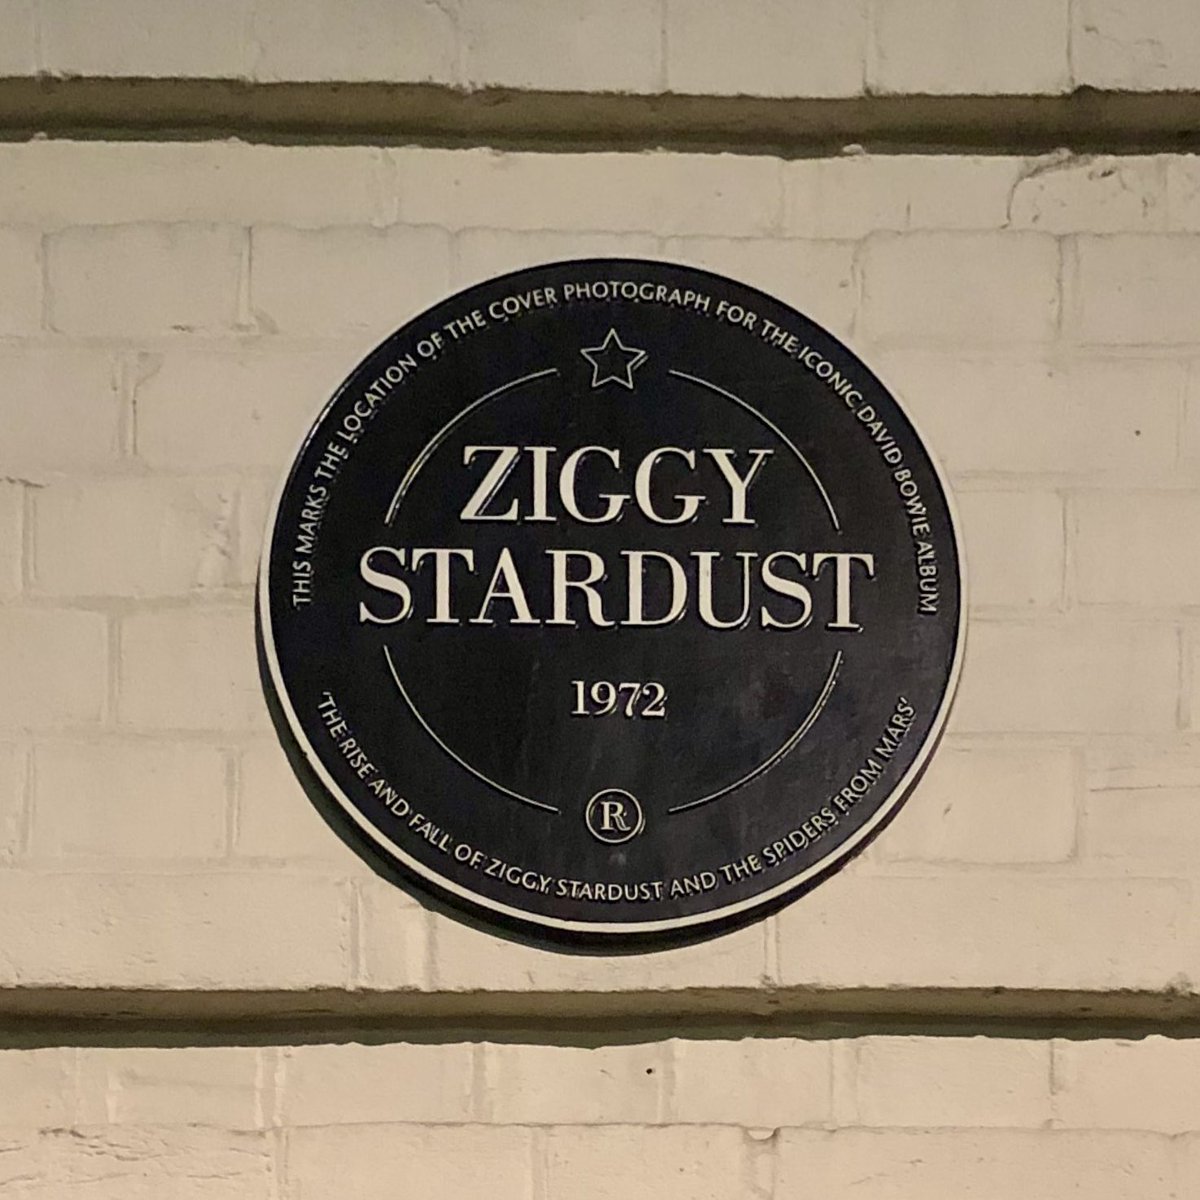 THIS MARKS THE LOCATION OF THE COVER PHOTOGRAPH FOR THE ICONIC DAVID BOWIE ALBUM
ZIGGY
STARDUST
1972
R
'THE RISE AND FALL OF ZIGGY STARDUST AND THE SPIDERS FROM MARS'